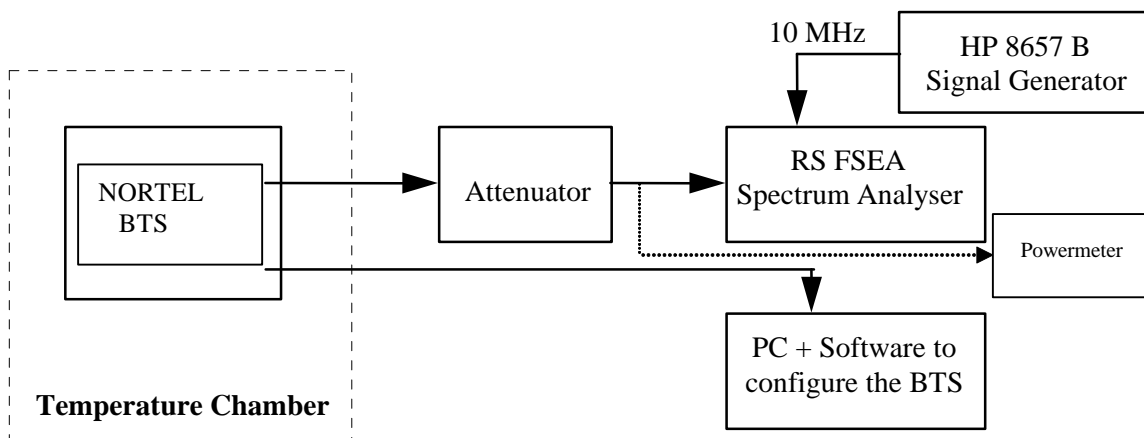 10 MHz
HP 8657 B
Signal Generator
NORTEL
BTS
Attenuator
RS FSEA
Spectrum Analyser
Powermeter
PC + Software to
configure the BTS
Temperature Chamber